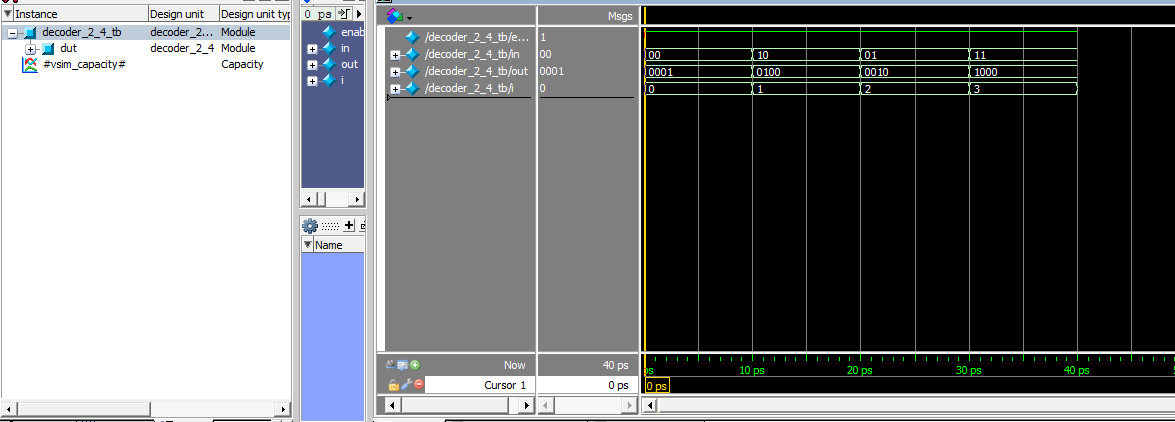 Instance Design unit Design unit typ
decoder_2_4_tb decoder_2... Module
dut decoder_2_4 Module
#vsim_capacity# Capacity
0 ps
enab
in
out
i
Name
Msgs
/decoder_2_4_tb/e... 1
/decoder_2_4_tb/in 00 00 10 01 11
/decoder_2_4_tb/out 0001 0001 0100 0010 1000
/decoder_2_4_tb/i 0 0 1 2 3
Now 40 ps ps 10 ps 20 ps 30 ps 40 ps
Cursor 1 0 ps 0 ps